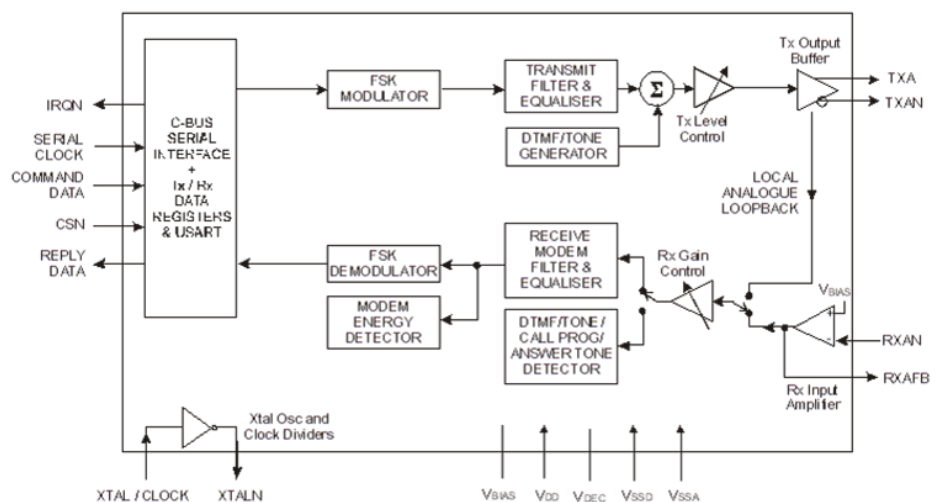 FSK
MODULATOR
TRANSMIT
FILTER &
EQUALISER
Σ
Tx Level
Control
Tx Output
Buffer
TXA
TXAN
IRQN
SERIAL
CLOCK
COMMAND
DATA
CSN
REPLY
DATA
C-BUS
SERIAL
INTERFACE
+
Tx / Rx
DATA
REGISTERS
& USART
DTMF/TONE
GENERATOR
LOCAL
ANALOGUE
LOOPBACK
FSK
DEMODULATOR
MODEM
ENERGY
DETECTOR
RECEIVE
MODEM
FILTER &
EQUALISER
DTMF/TONE/
CALL PROG/
ANSWER TONE
DETECTOR
Rx Gain
Control
VBIAS
+
-
RXAN
RXAFB
Rx Input
Amplifier
Xtal Osc and
Clock Dividers
XTAL / CLOCK
XTALN
VBIAS
VDD
VDEC
VSSD
VSSA